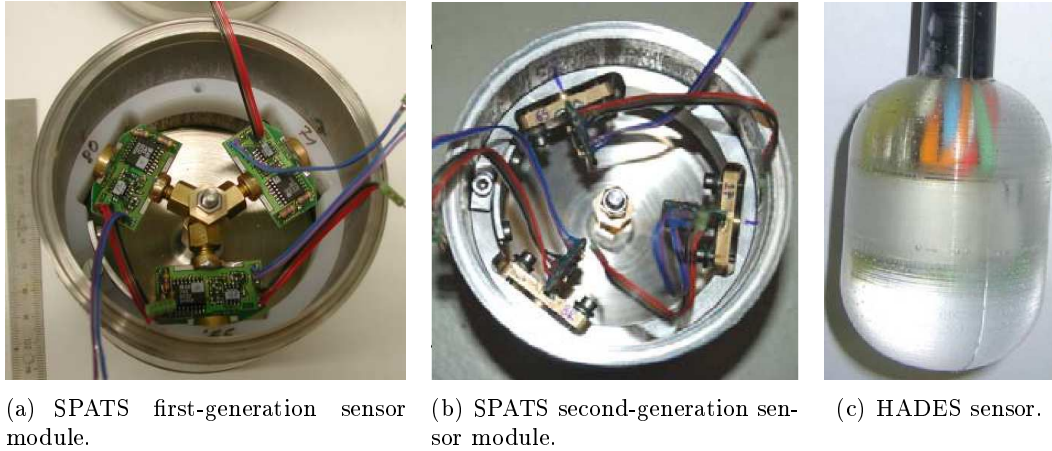 (a) SPATS first-generation sensor
module.
(b) SPATS second-generation sen-
sor module.
(c) HADES sensor.